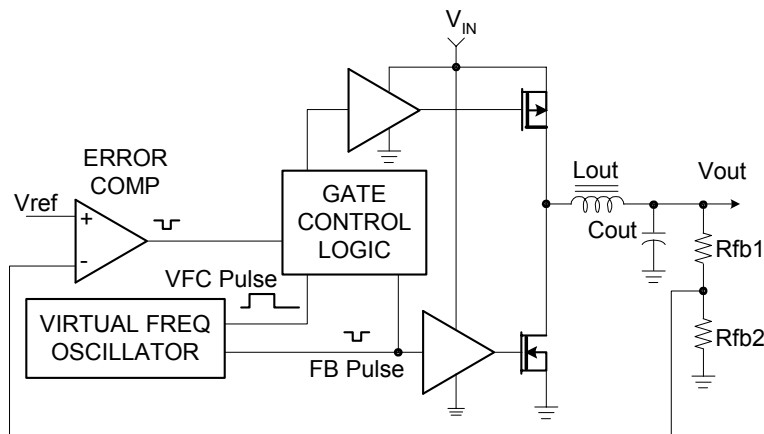 V_IN
ERROR
COMP
Vref
+
-
GATE
CONTROL
LOGIC
Lout
Vout
Cout
Rfb1
VFC Pulse
VIRTUAL FREQ
OSCILLATOR
FB Pulse
Rfb2